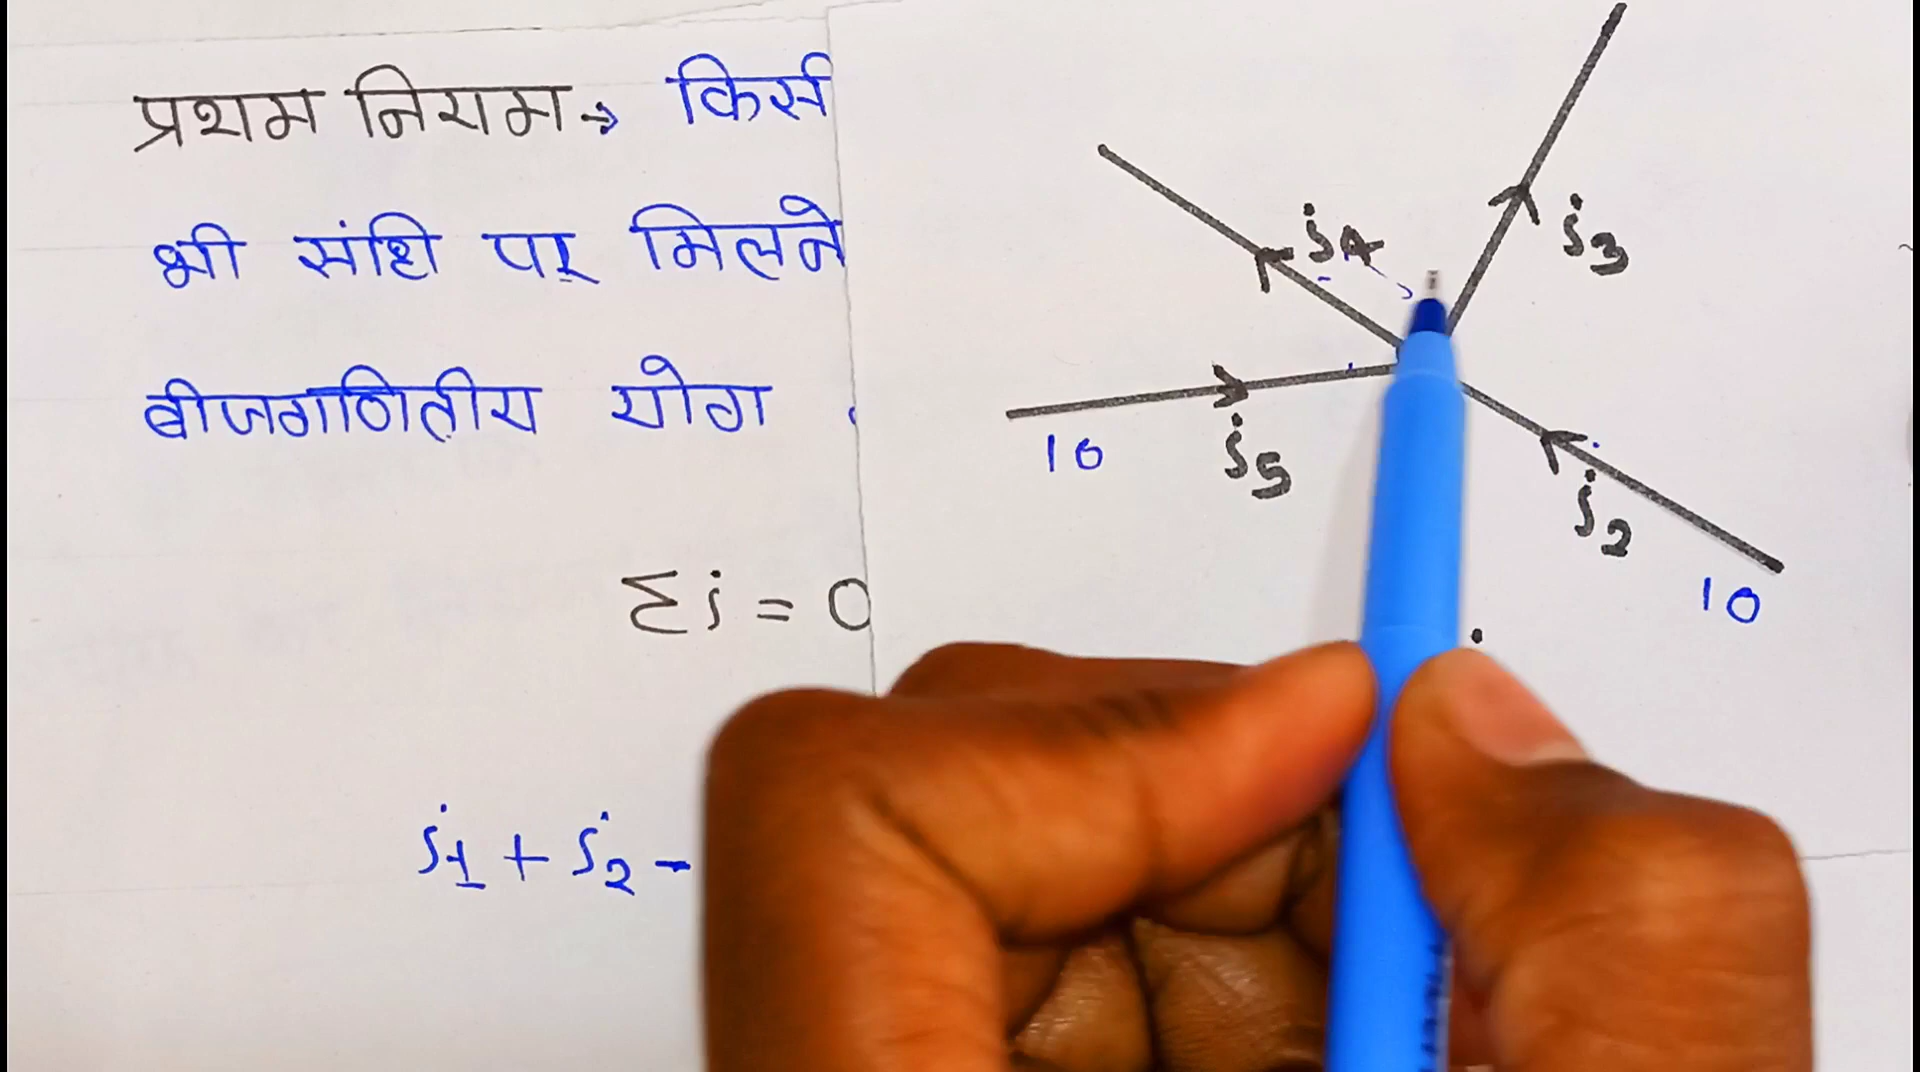 प्रथम नियम→ किसी
भी संधि पर मिलने
बीजगणितीय योग
Σi = 0
i1 + i2 -
i4
i3
i5
10
i2
10